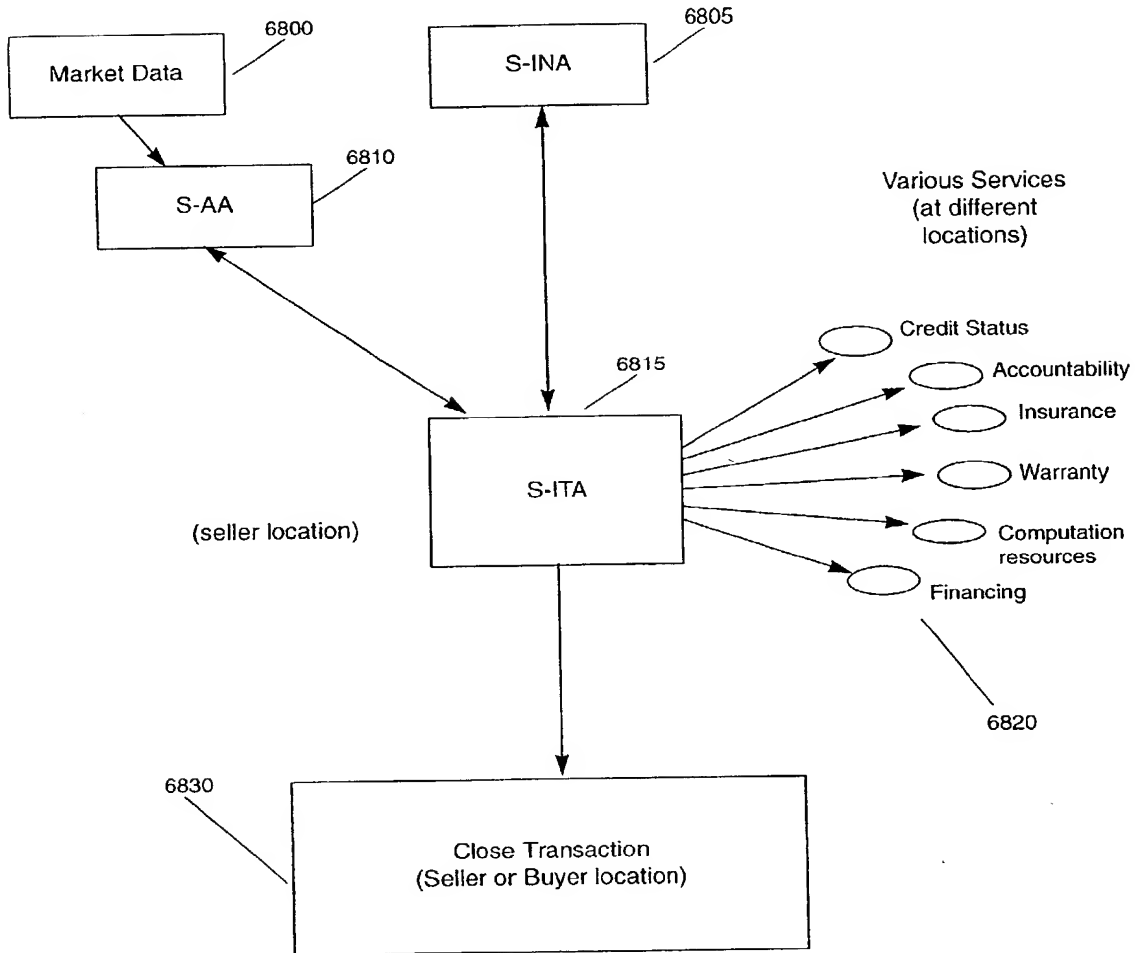 6800
6805
Market Data
S-INA
6810
S-AA
Various Services
(at different
locations)
Credit Status
6815
Accountability
Insurance
S-ITA
Warranty
(seller location)
Computation
resources
Financing
6820
6830
Close Transaction
(Seller or Buyer location)